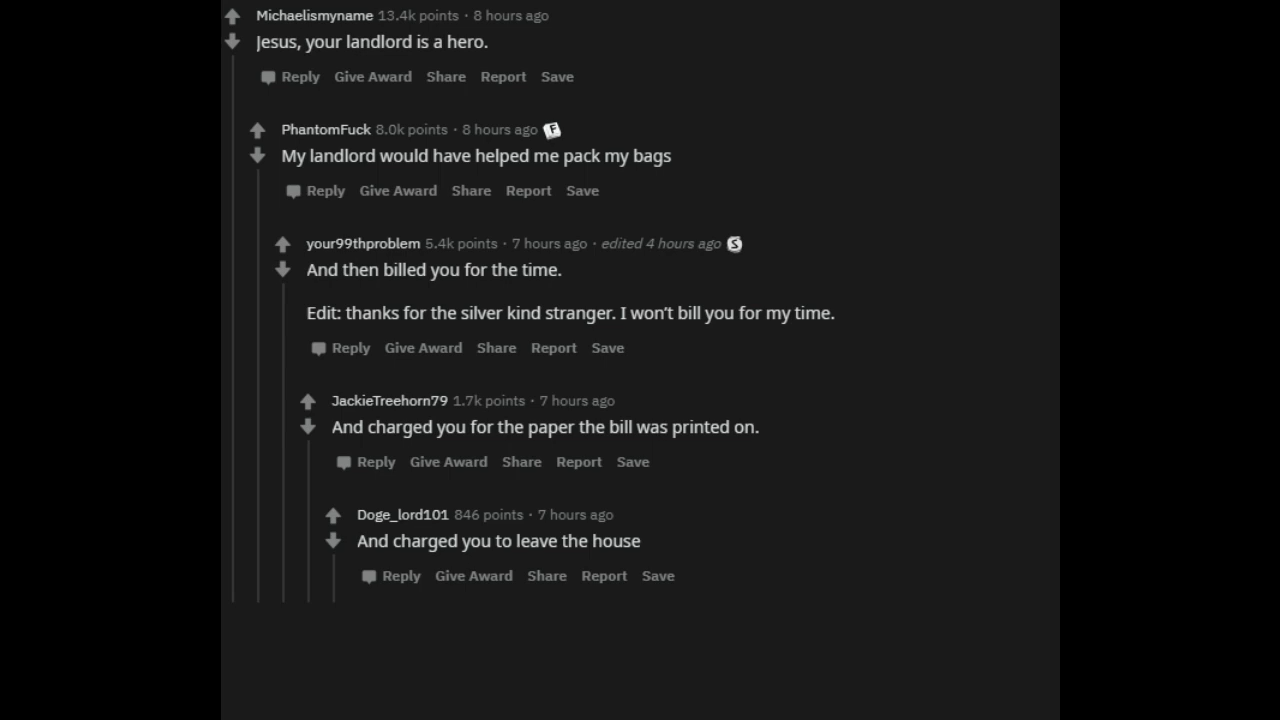 Michaelismyname 13.4k points · 8 hours ago
Jesus, your landlord is a hero.
Reply Give Award Share Report Save
PhantomFuck 8.0k points · 8 hours ago F
My landlord would have helped me pack my bags
Reply Give Award Share Report Save
your99thproblem 5.4k points · 7 hours ago · edited 4 hours ago S
And then billed you for the time.
Edit: thanks for the silver kind stranger. I won’t bill you for my time.
Reply Give Award Share Report Save
JackieTreehorn79 1.7k points · 7 hours ago
And charged you for the paper the bill was printed on.
Reply Give Award Share Report Save
Doge_lord101 846 points · 7 hours ago
And charged you to leave the house
Reply Give Award Share Report Save